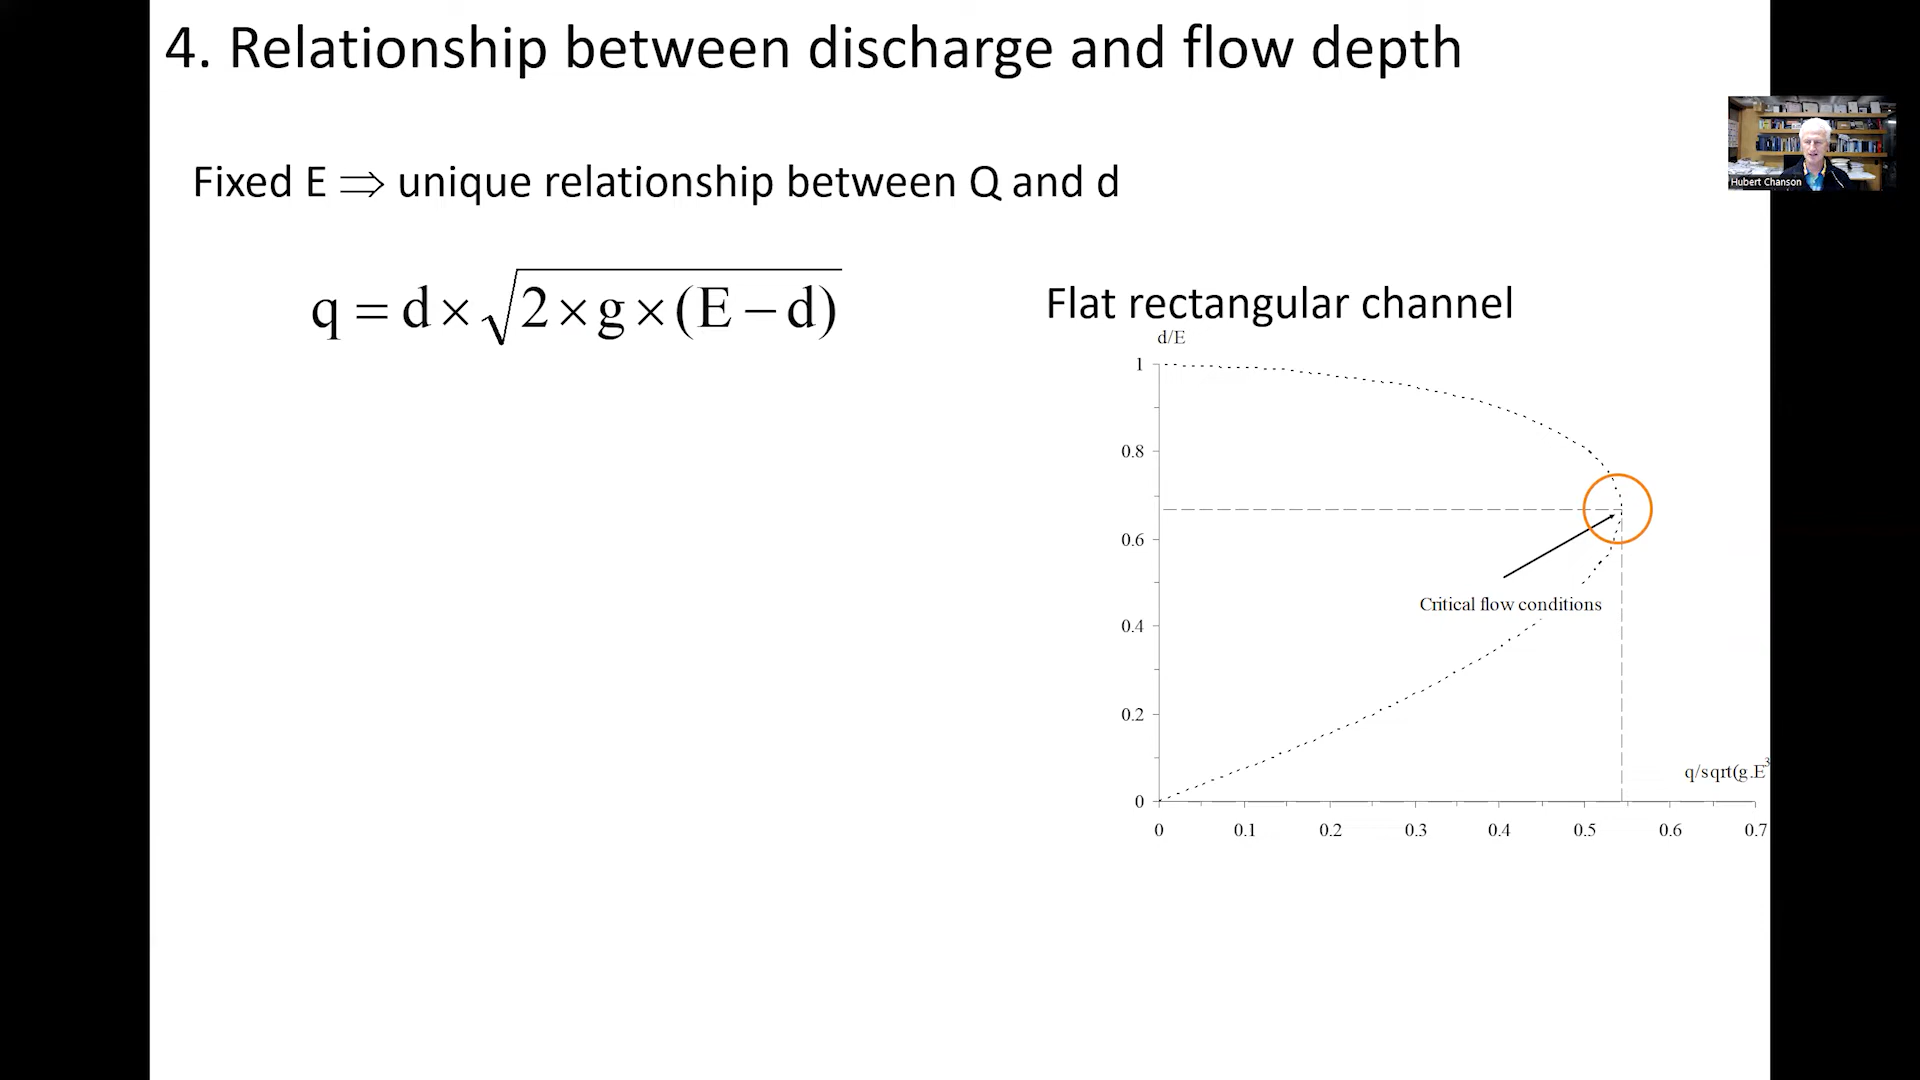 4. Relationship between discharge and flow depth
Hubert Chanson
Fixed E ⇒ unique relationship between Q and d
q = d × √2 × g × (E − d)
Flat rectangular channel
d/E
1
0.8
0.6
Critical flow conditions
0.4
0.2
q/sqrt(g.E³
0
0 0.1 0.2 0.3 0.4 0.5 0.6 0.7